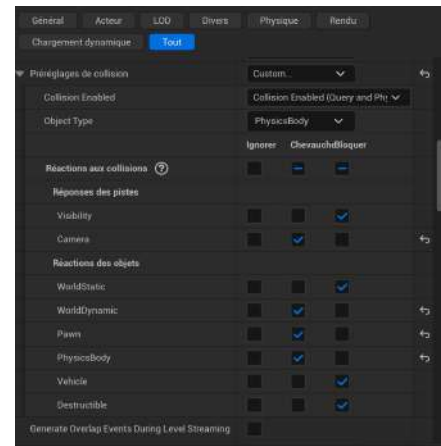 Général Acteur LOD Divers Physique Rendu
Chargement dynamique Tout
Préréglages de collision Custom...
Collision Enabled Collision Enabled (Query and Phy
Object Type PhysicsBody
Ignorer Chevauchd Bloquer
Réactions aux collisions ?
Réponses des pistes
Visibility
Camera
Réactions des objets
WorldStatic
WorldDynamic
Pawn
PhysicsBody
Vehicle
Destructible
Generate Overlap Events During Level Streaming